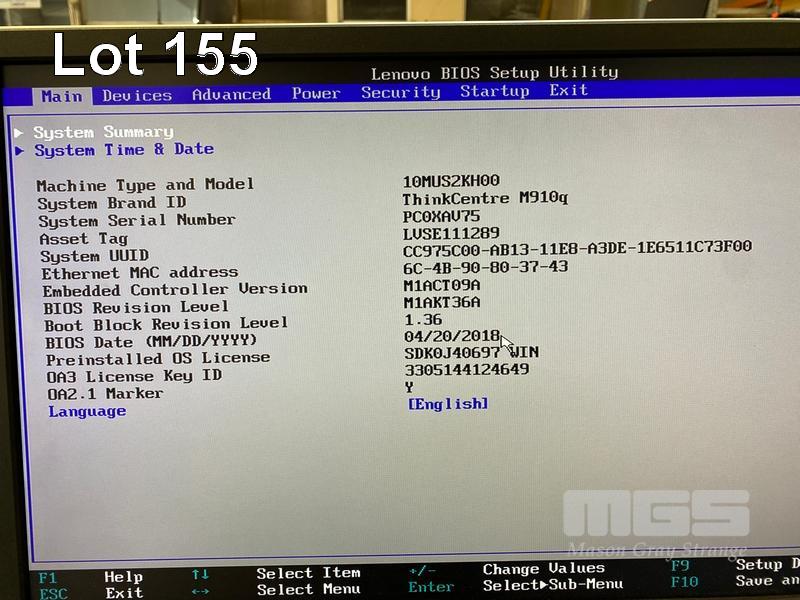 Lot 155
Lenovo BIOS Setup Utility
Main Devices Advanced Power Security Startup Exit
▶ System Summary
▶ System Time & Date
Machine Type and Model 10MUS2KH00
System Brand ID ThinkCentre M910q
System Serial Number PC0XAV75
Asset Tag LVSE111289
System UUID CC975C00-AB13-11E8-A3DE-1E6511C73F00
Ethernet MAC address 6C-4B-90-80-37-43
Embedded Controller Version M1ACT09A
BIOS Revision Level M1AKT36A
Boot Block Revision Level 1.36
BIOS Date (MM/DD/YYYY) 04/20/2018
Preinstalled OS License SDK0J40697 WIN
OA3 License Key ID 3305144124649
OA2.1 Marker Y
Language [English]
MGS
Mason Gray Strange
F1 Help ↑↓ Select Item +/- Change Values F9 Setup D
ESC Exit ←→ Select Menu Enter Select▶Sub-Menu F10 Save an